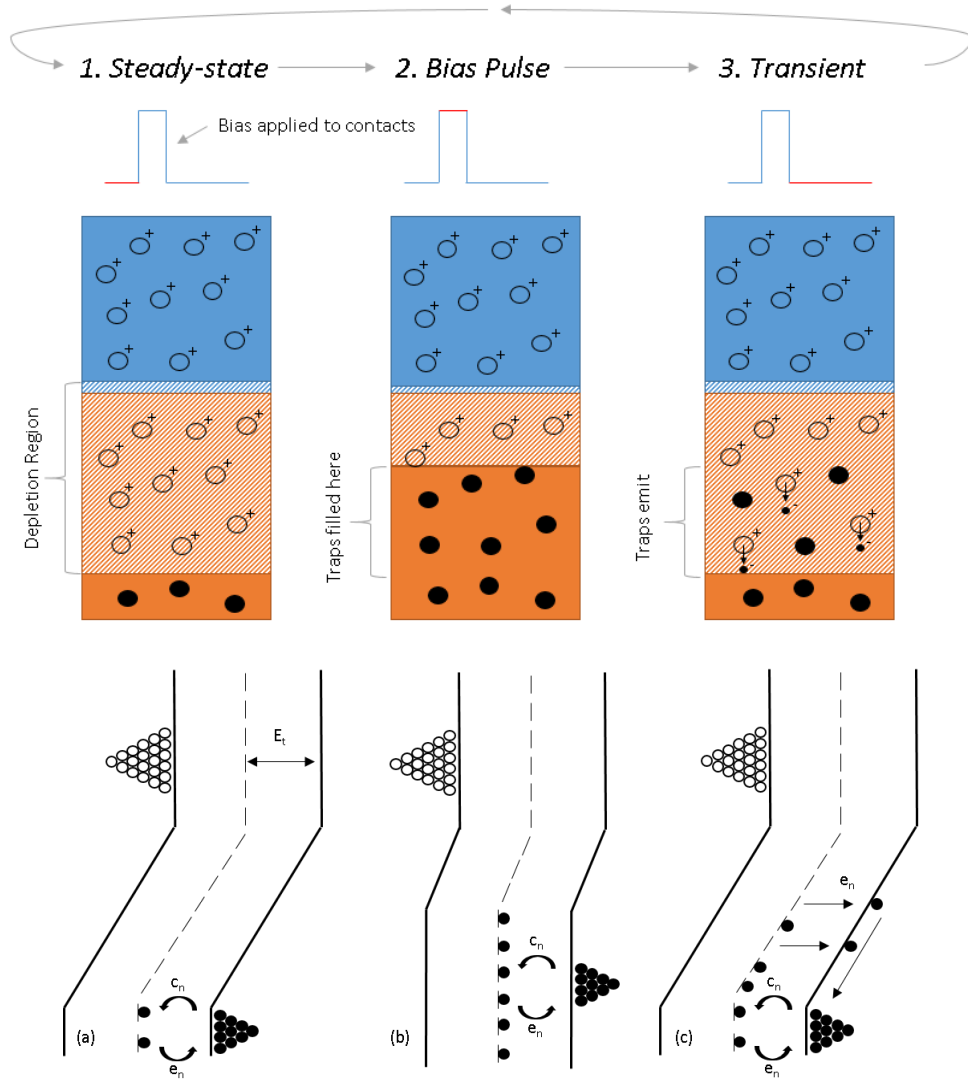 1. Steady-state
2. Bias Pulse
3. Transient
Bias applied to contacts
Depletion Region
Traps filled here
Traps emit
+ + + + + + + + + +
+ + + + + + + + + +
+ + + + + + + + + +
+ + + + + + + + +
+ + + +
+ + + + + + +
- - -
Eₜ
cₙ
eₙ
(a)
cₙ
eₙ
(b)
eₙ
cₙ
eₙ
(c)